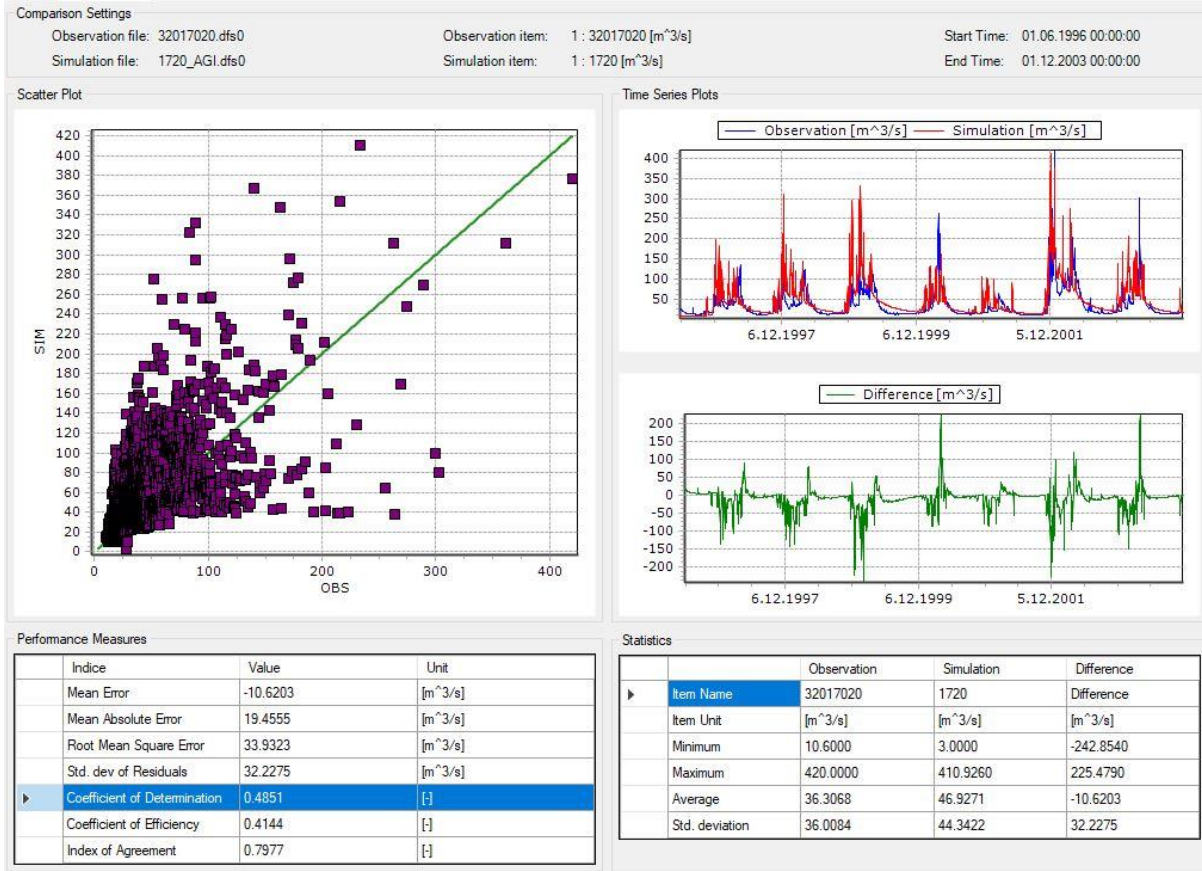 Comparison Settings
Observation file: 32017020.dfs0 Observation item: 1 : 32017020 [m^3/s] Start Time: 01.06.1996 00:00:00
Simulation file: 1720_AGI.dfs0 Simulation item: 1 : 1720 [m^3/s] End Time: 01.12.2003 00:00:00
Scatter Plot
420
400
380
360
340
320
300
280
260
240
220
200
180
160
140
120
100
80
60
40
20
0
SIM
0 100 200 300 400
OBS
Time Series Plots
Observation [m^3/s] Simulation [m^3/s]
400
350
300
250
200
150
100
50
6.12.1997 6.12.1999 5.12.2001
Difference [m^3/s]
200
150
100
50
0
-50
-100
-150
-200
6.12.1997 6.12.1999 5.12.2001
Performance Measures
Indice Value Unit
Mean Error -10.6203 [m^3/s]
Mean Absolute Error 19.4555 [m^3/s]
Root Mean Square Error 33.9323 [m^3/s]
Std. dev of Residuals 32.2275 [m^3/s]
Coefficient of Determination 0.4851 [-]
Coefficient of Efficiency 0.4144 [-]
Index of Agreement 0.7977 [-]
Statistics
Observation Simulation Difference
Item Name 32017020 1720 Difference
Item Unit [m^3/s] [m^3/s] [m^3/s]
Minimum 10.6000 3.0000 -242.8540
Maximum 420.0000 410.9260 225.4790
Average 36.3068 46.9271 -10.6203
Std. deviation 36.0084 44.3422 32.2275